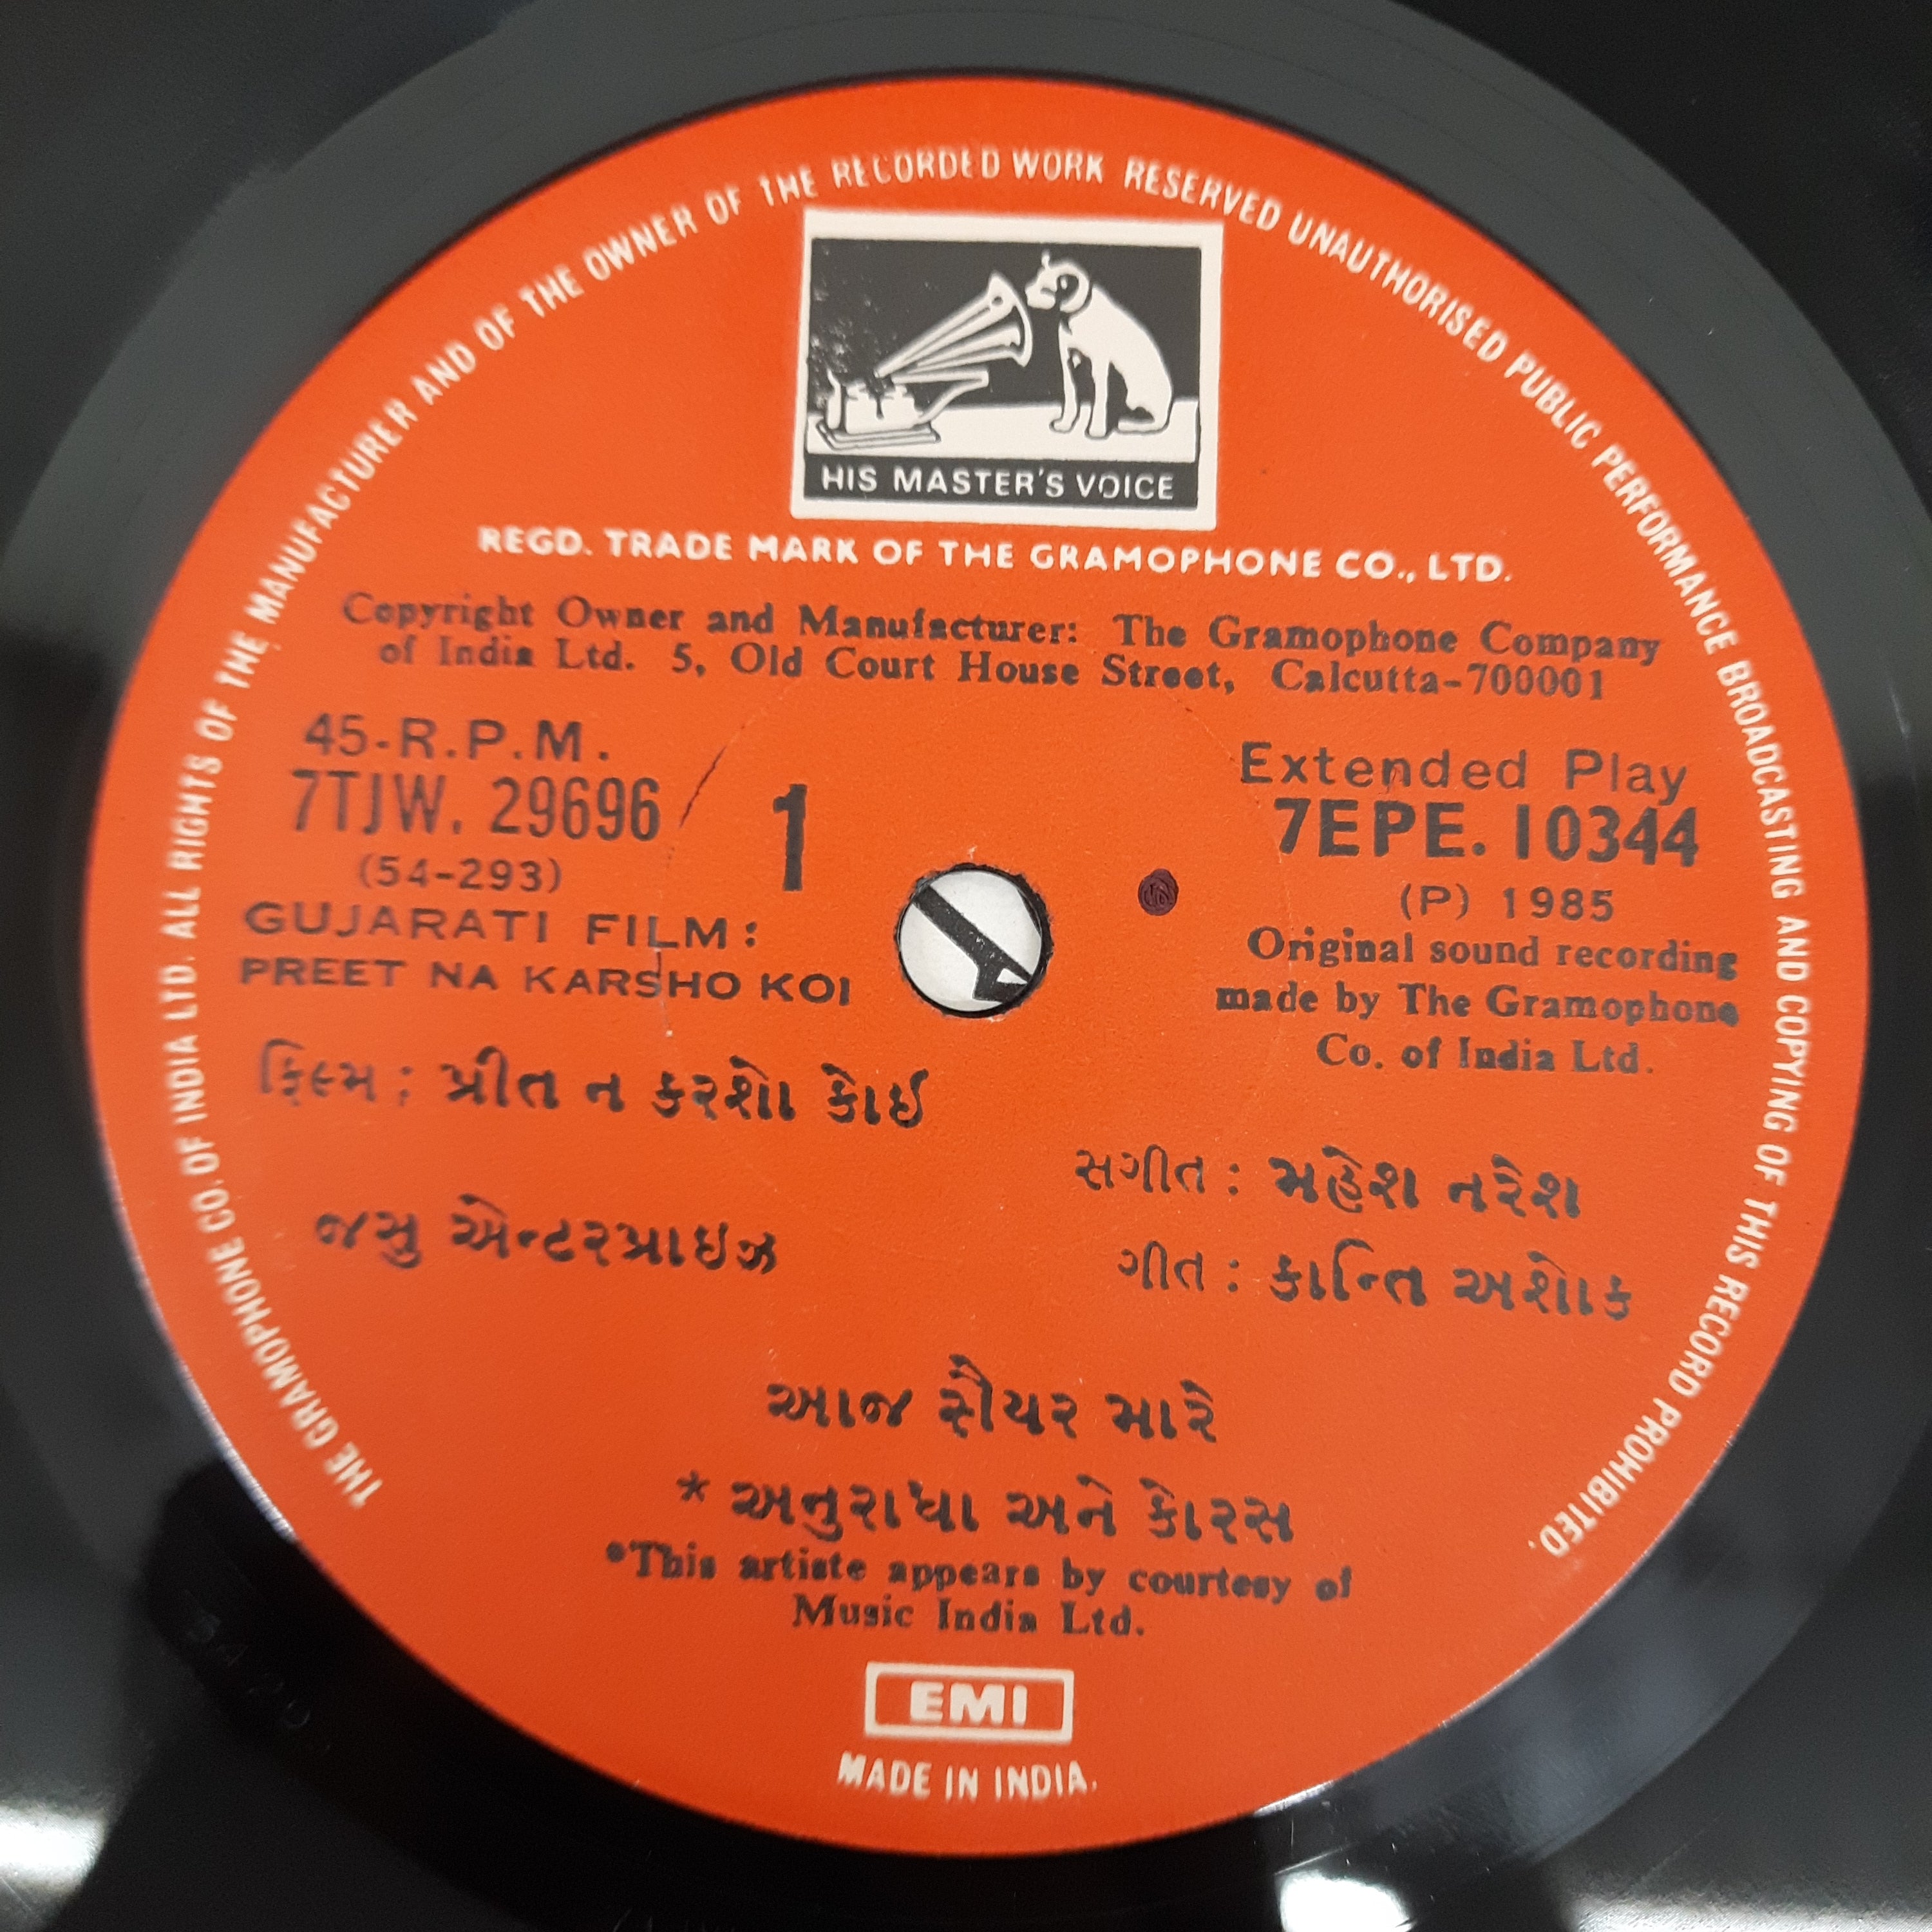 THE GRAMOPHONE CO. OF INDIA LTD. ALL RIGHTS OF THE MANUFACTURER AND OF THE OWNER OF THE RECORDED WORK RESERVED UNAUTHORISED PUBLIC PERFORMANCE BROADCASTING AND COPYING OF THIS RECORD PROHIBITED.
HIS MASTER'S VOICE
REGD. TRADE MARK OF THE GRAMOPHONE CO., LTD.
Copyright Owner and Manufacturer: The Gramophone Company
of India Ltd. 5, Old Court House Street, Calcutta-700001
45-R.P.M.
7TJW. 29696
(54-293)
1
Extended Play
7EPE. 10344
(P) 1985
Original sound recording
made by The Gramophone
Co. of India Ltd.
GUJARATI FILM:
PREET NA KARSHO KOI
ફિલ્મ : પ્રીત ન કરશો કોઈ
સગીત : મહેશ નરેશ
જસુ એન્ટરપ્રાઇઝ
ગીત : કાન્તિ અશોક
આજ ફૈયર મારે
* અનુરાધા અને કોરસ
*This artiste appears by courtesy of
Music India Ltd.
EMI
MADE IN INDIA.